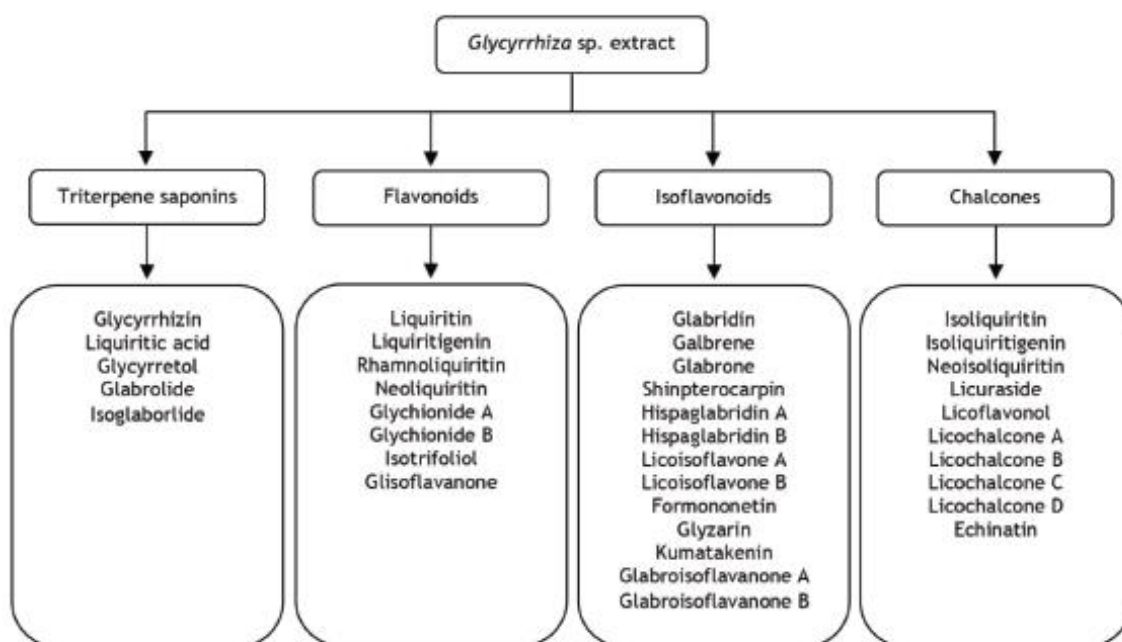 Glycyrrhiza sp. extract
Triterpene saponins
Flavonoids
Isoflavonoids
Chalcones
Glycyrrhizin
Liquiritic acid
Glycyrretol
Glabrolide
Isoglaborlide
Liquiritin
Liquiritigenin
Rhamnoliquiritin
Neoliquiritin
Glychionide A
Glychionide B
Isotrifoliol
Glisoflavanone
Glabridin
Galbrene
Glabrone
Shinpterocarpin
Hispaglabridin A
Hispaglabridin B
Licoisoflavone A
Licoisoflavone B
Formononetin
Glyzarin
Kumatakenin
Glabroisoflavanone A
Glabroisoflavanone B
Isoliquiritin
Isoliquiritigenin
Neoisoliquiritin
Licuraside
Licoflavonol
Licochalcone A
Licochalcone B
Licochalcone C
Licochalcone D
Echinatin